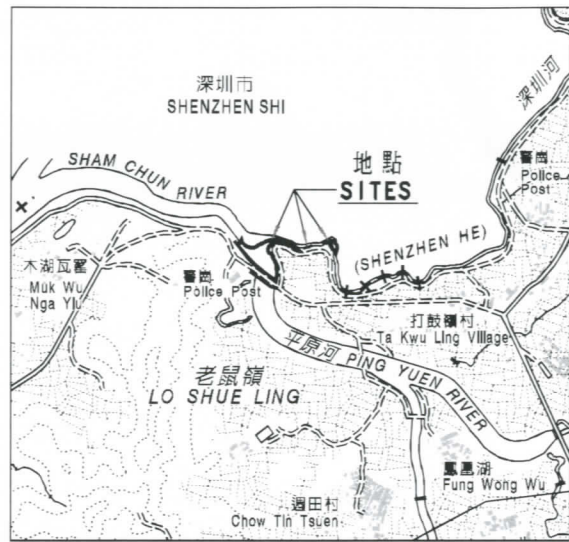 深圳市
SHENZHEN SHI
深圳河
SHAM CHUN RIVER
地點
SITES
警崗
Police
Post
(SHENZHEN HE)
木湖瓦窰
Muk Wu
Nga Yiu
警崗
Police Post
打鼓嶺村
Ta Kwu Ling Village
平原河 PING YUEN RIVER
老鼠嶺
LO SHUE LING
鳳凰湖
Fung Wong Wu
週田村
Chow Tin Tsuen